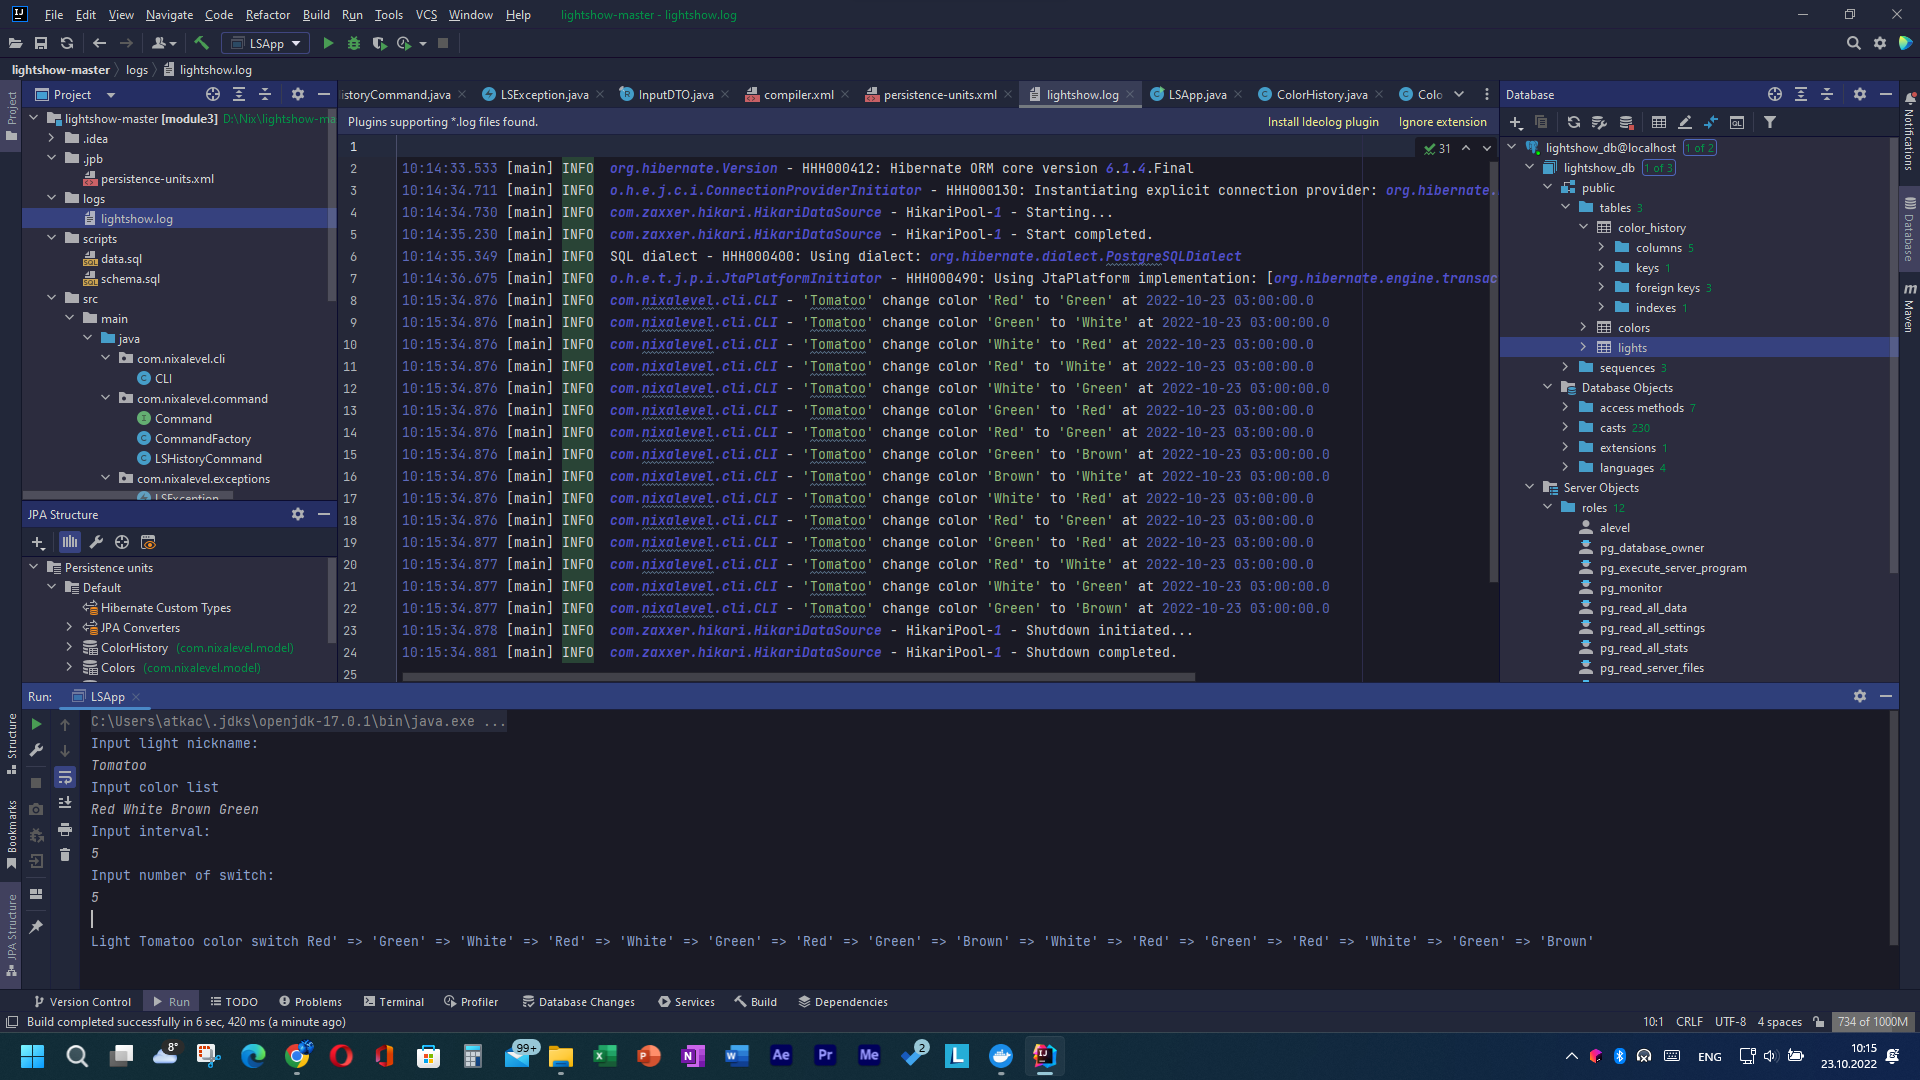 File Edit View Navigate Code Refactor Build Run Tools VCS Window Help lightshow-master - lightshow.log
LSApp
lightshow-master logs lightshow.log
Project
istoryCommand.java LSException.java InputDTO.java compiler.xml persistence-units.xml lightshow.log LSApp.java ColorHistory.java Colo
Database
Plugins supporting *.log files found. Install Ideolog plugin Ignore extension
Project
lightshow-master [module3] D:\Nix\lightshow-ma
.idea
.jpb
persistence-units.xml
logs
lightshow.log
scripts
data.sql
schema.sql
src
main
java
com.nixalevel.cli
CLI
com.nixalevel.command
Command
CommandFactory
LSHistoryCommand
com.nixalevel.exceptions
LSException
JPA Structure
Persistence units
Default
Hibernate Custom Types
JPA Converters
ColorHistory (com.nixalevel.model)
Colors (com.nixalevel.model)
31
1
2 10:14:33.533 [main] INFO org.hibernate.Version - HHH000412: Hibernate ORM core version 6.1.4.Final
3 10:14:34.711 [main] INFO o.h.e.j.c.i.ConnectionProviderInitiator - HHH000130: Instantiating explicit connection provider: org.hibernate.
4 10:14:34.730 [main] INFO com.zaxxer.hikari.HikariDataSource - HikariPool-1 - Starting...
5 10:14:35.230 [main] INFO com.zaxxer.hikari.HikariDataSource - HikariPool-1 - Start completed.
6 10:14:35.349 [main] INFO SQL dialect - HHH000400: Using dialect: org.hibernate.dialect.PostgreSQLDialect
7 10:14:36.675 [main] INFO o.h.e.t.j.p.i.JtaPlatformInitiator - HHH000490: Using JtaPlatform implementation: [org.hibernate.engine.transac
8 10:15:34.876 [main] INFO com.nixalevel.cli.CLI - 'Tomatoo' change color 'Red' to 'Green' at 2022-10-23 03:00:00.0
9 10:15:34.876 [main] INFO com.nixalevel.cli.CLI - 'Tomatoo' change color 'Green' to 'White' at 2022-10-23 03:00:00.0
10 10:15:34.876 [main] INFO com.nixalevel.cli.CLI - 'Tomatoo' change color 'White' to 'Red' at 2022-10-23 03:00:00.0
11 10:15:34.876 [main] INFO com.nixalevel.cli.CLI - 'Tomatoo' change color 'Red' to 'White' at 2022-10-23 03:00:00.0
12 10:15:34.876 [main] INFO com.nixalevel.cli.CLI - 'Tomatoo' change color 'White' to 'Green' at 2022-10-23 03:00:00.0
13 10:15:34.876 [main] INFO com.nixalevel.cli.CLI - 'Tomatoo' change color 'Green' to 'Red' at 2022-10-23 03:00:00.0
14 10:15:34.876 [main] INFO com.nixalevel.cli.CLI - 'Tomatoo' change color 'Red' to 'Green' at 2022-10-23 03:00:00.0
15 10:15:34.876 [main] INFO com.nixalevel.cli.CLI - 'Tomatoo' change color 'Green' to 'Brown' at 2022-10-23 03:00:00.0
16 10:15:34.876 [main] INFO com.nixalevel.cli.CLI - 'Tomatoo' change color 'Brown' to 'White' at 2022-10-23 03:00:00.0
17 10:15:34.876 [main] INFO com.nixalevel.cli.CLI - 'Tomatoo' change color 'White' to 'Red' at 2022-10-23 03:00:00.0
18 10:15:34.876 [main] INFO com.nixalevel.cli.CLI - 'Tomatoo' change color 'Red' to 'Green' at 2022-10-23 03:00:00.0
19 10:15:34.877 [main] INFO com.nixalevel.cli.CLI - 'Tomatoo' change color 'Green' to 'Red' at 2022-10-23 03:00:00.0
20 10:15:34.877 [main] INFO com.nixalevel.cli.CLI - 'Tomatoo' change color 'Red' to 'White' at 2022-10-23 03:00:00.0
21 10:15:34.877 [main] INFO com.nixalevel.cli.CLI - 'Tomatoo' change color 'White' to 'Green' at 2022-10-23 03:00:00.0
22 10:15:34.877 [main] INFO com.nixalevel.cli.CLI - 'Tomatoo' change color 'Green' to 'Brown' at 2022-10-23 03:00:00.0
23 10:15:34.878 [main] INFO com.zaxxer.hikari.HikariDataSource - HikariPool-1 - Shutdown initiated...
24 10:15:34.881 [main] INFO com.zaxxer.hikari.HikariDataSource - HikariPool-1 - Shutdown completed.
25
lightshow_db@localhost 1 of 2
lightshow_db 1 of 3
public
tables 3
color_history
columns 5
keys 1
foreign keys 3
indexes 1
colors
lights
sequences 3
Database Objects
access methods 7
casts 230
extensions 1
languages 4
Server Objects
roles 12
alevel
pg_database_owner
pg_execute_server_program
pg_monitor
pg_read_all_data
pg_read_all_settings
pg_read_all_stats
pg_read_server_files
Notifications
Database
Maven
Run: LSApp
Structure
Bookmarks
JPA Structure
C:\Users\atkac\.jdks\openjdk-17.0.1\bin\java.exe ...
Input light nickname:
Tomatoo
Input color list
Red White Brown Green
Input interval:
5
Input number of switch:
5
Light Tomatoo color switch Red' => 'Green' => 'White' => 'Red' => 'White' => 'Green' => 'Red' => 'Green' => 'Brown' => 'White' => 'Red' => 'Green' => 'Red' => 'White' => 'Green' => 'Brown'
Version Control Run TODO Problems Terminal Profiler Database Changes Services Build Dependencies
Build completed successfully in 6 sec, 420 ms (a minute ago) 10:1 CRLF UTF-8 4 spaces 734 of 1000M
8° 99+ Ae Pr Me 2 L ENG 10:15
23.10.2022